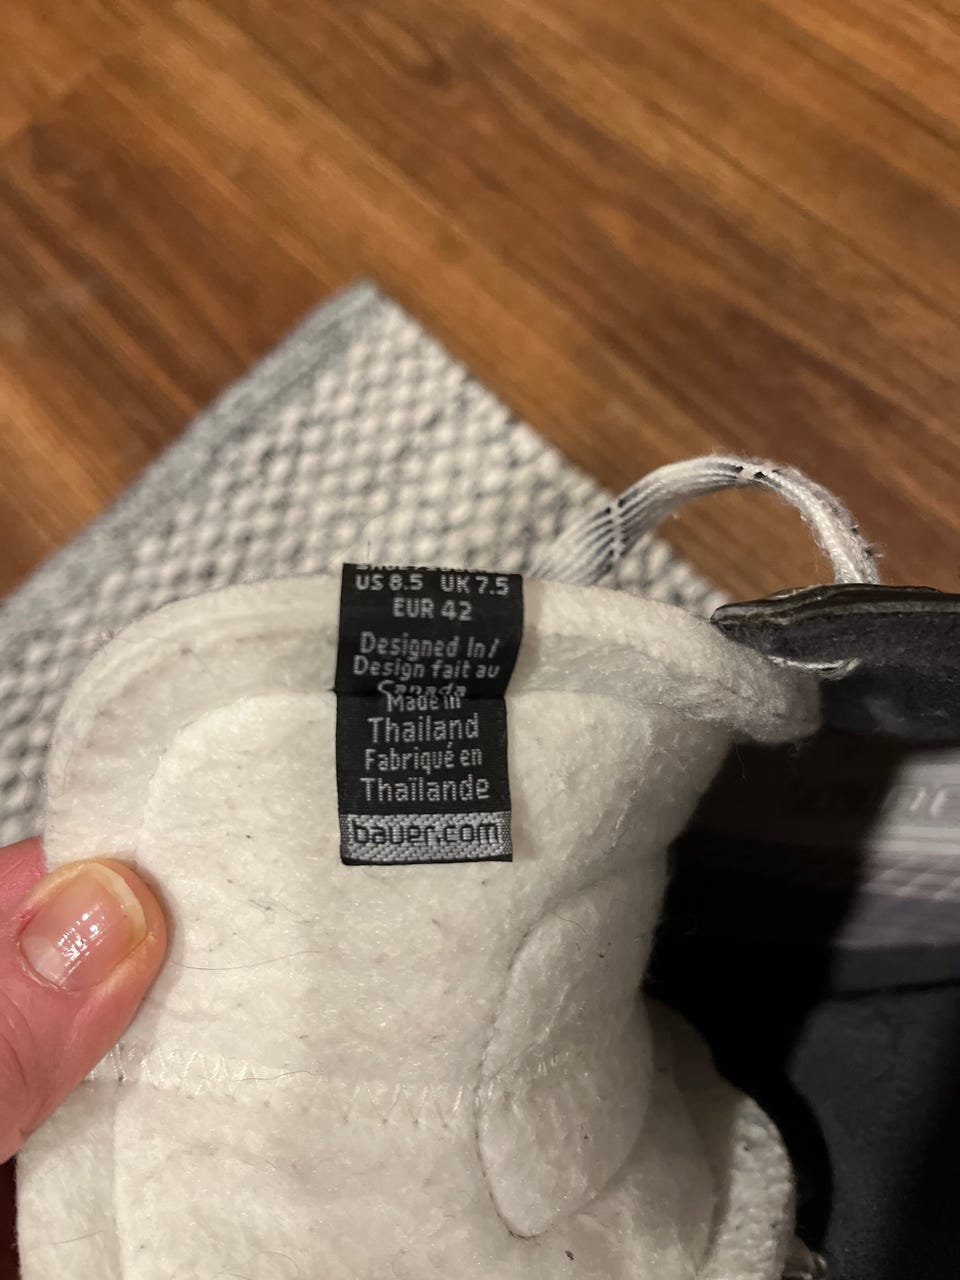 US 8.5 UK 7.5
EUR 42
Designed in/
Design fait au
Canada
Made in
Thailand
Fabriqué en
Thaïlande
bauer.com